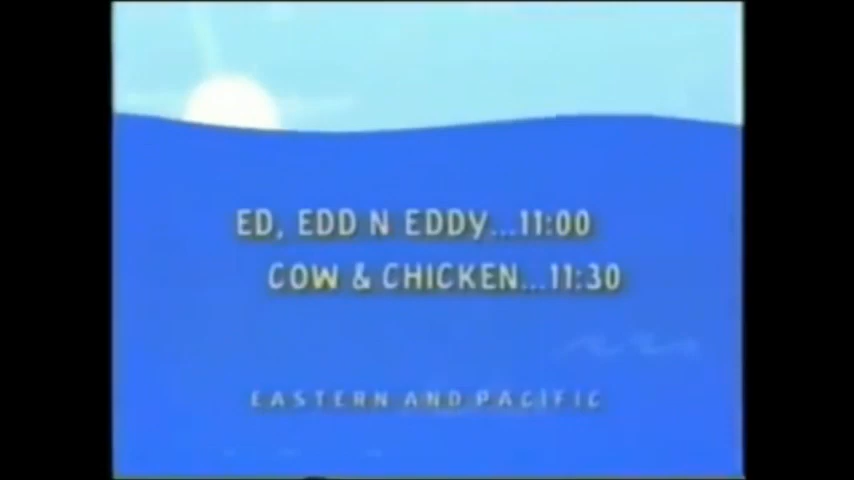 ED, EDD N EDDY...11:00
COW & CHICKEN...11:30
EASTERN AND PACIFIC